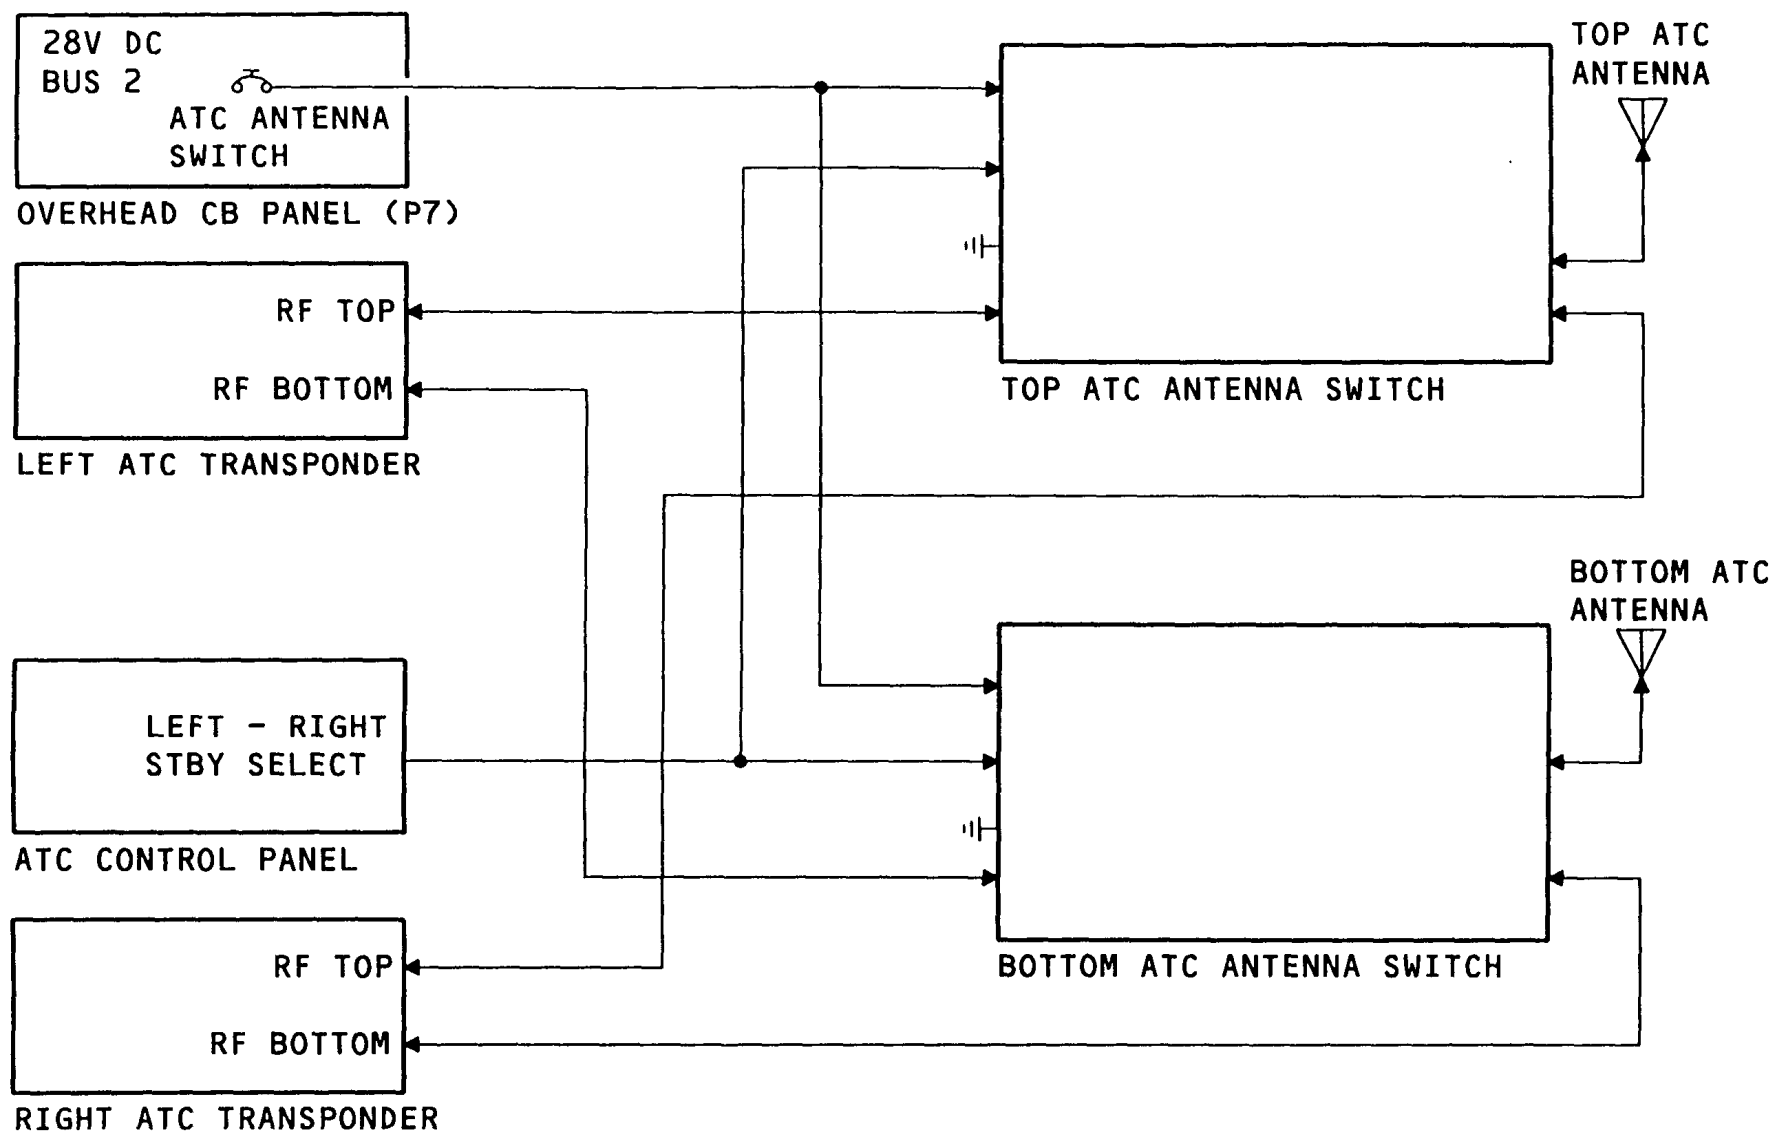 28V DC
BUS 2
ATC ANTENNA
SWITCH
OVERHEAD CB PANEL (P7)
RF TOP
RF BOTTOM
LEFT ATC TRANSPONDER
LEFT - RIGHT
STBY SELECT
ATC CONTROL PANEL
RF TOP
RF BOTTOM
RIGHT ATC TRANSPONDER
TOP ATC
ANTENNA
TOP ATC ANTENNA SWITCH
BOTTOM ATC
ANTENNA
BOTTOM ATC ANTENNA SWITCH